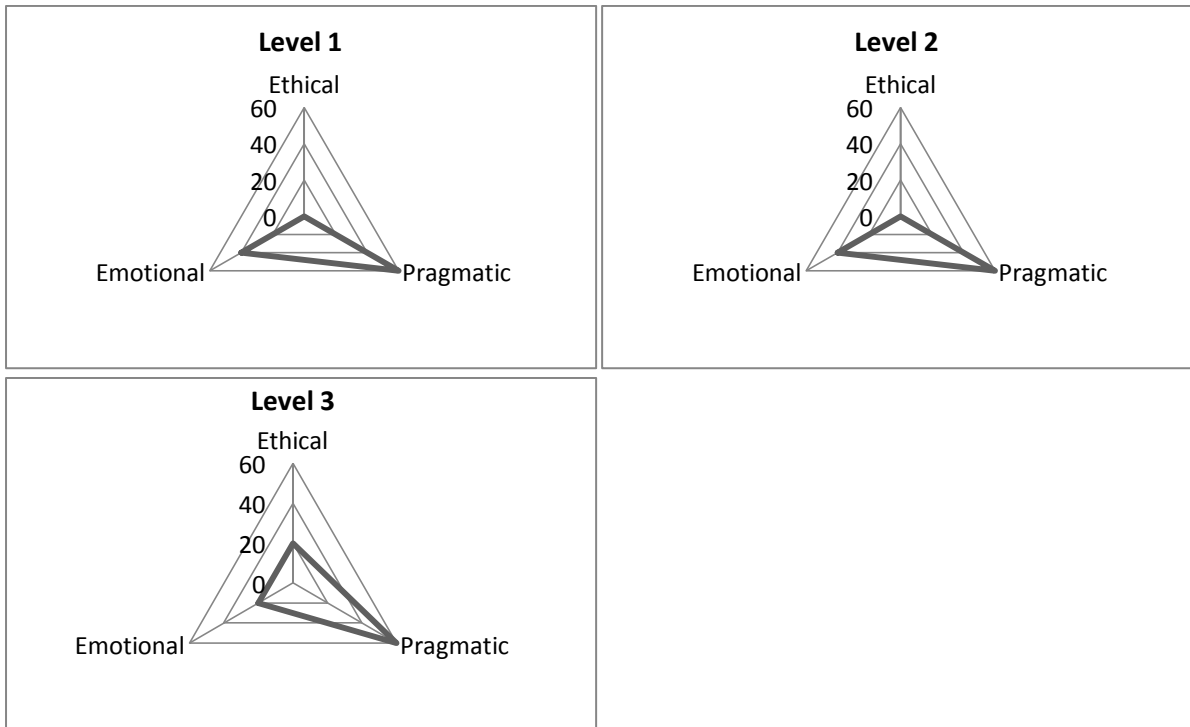 Level 1
Ethical
60
40
20
0
Emotional
Pragmatic
Level 2
Ethical
60
40
20
0
Emotional
Pragmatic
Level 3
Ethical
60
40
20
0
Emotional
Pragmatic